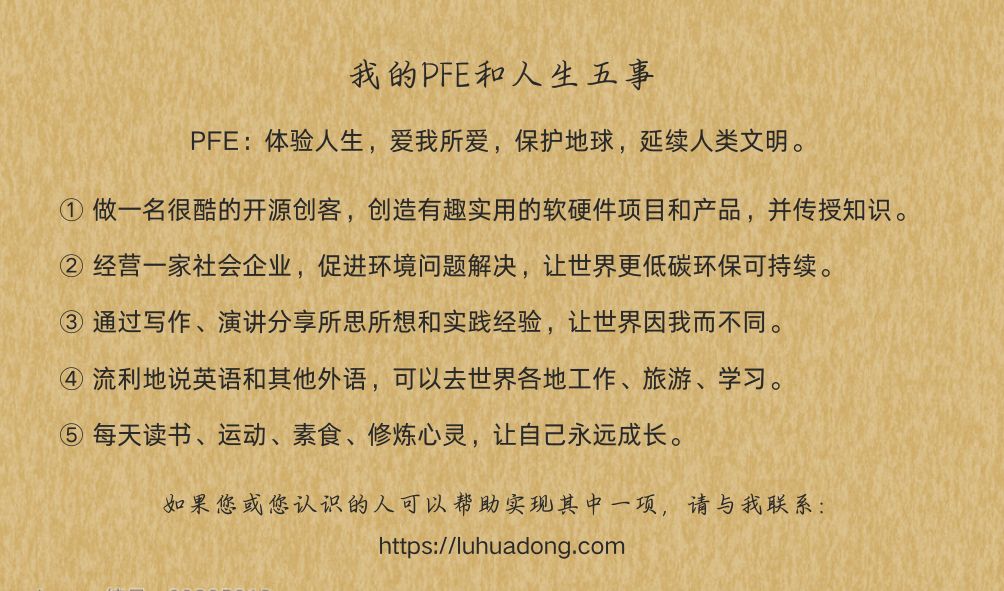 我的PFE和人生五事
PFE：体验人生，爱我所爱，保护地球，延续人类文明。
① 做一名很酷的开源创客，创造有趣实用的软硬件项目和产品，并传授知识。
② 经营一家社会企业，促进环境问题解决，让世界更低碳环保可持续。
③ 通过写作、演讲分享所思所想和实践经验，让世界因我而不同。
④ 流利地说英语和其他外语，可以去世界各地工作、旅游、学习。
⑤ 每天读书、运动、素食、修炼心灵，让自己永远成长。
如果您或您认识的人可以帮助实现其中一项，请与我联系：
https://luhuadong.com